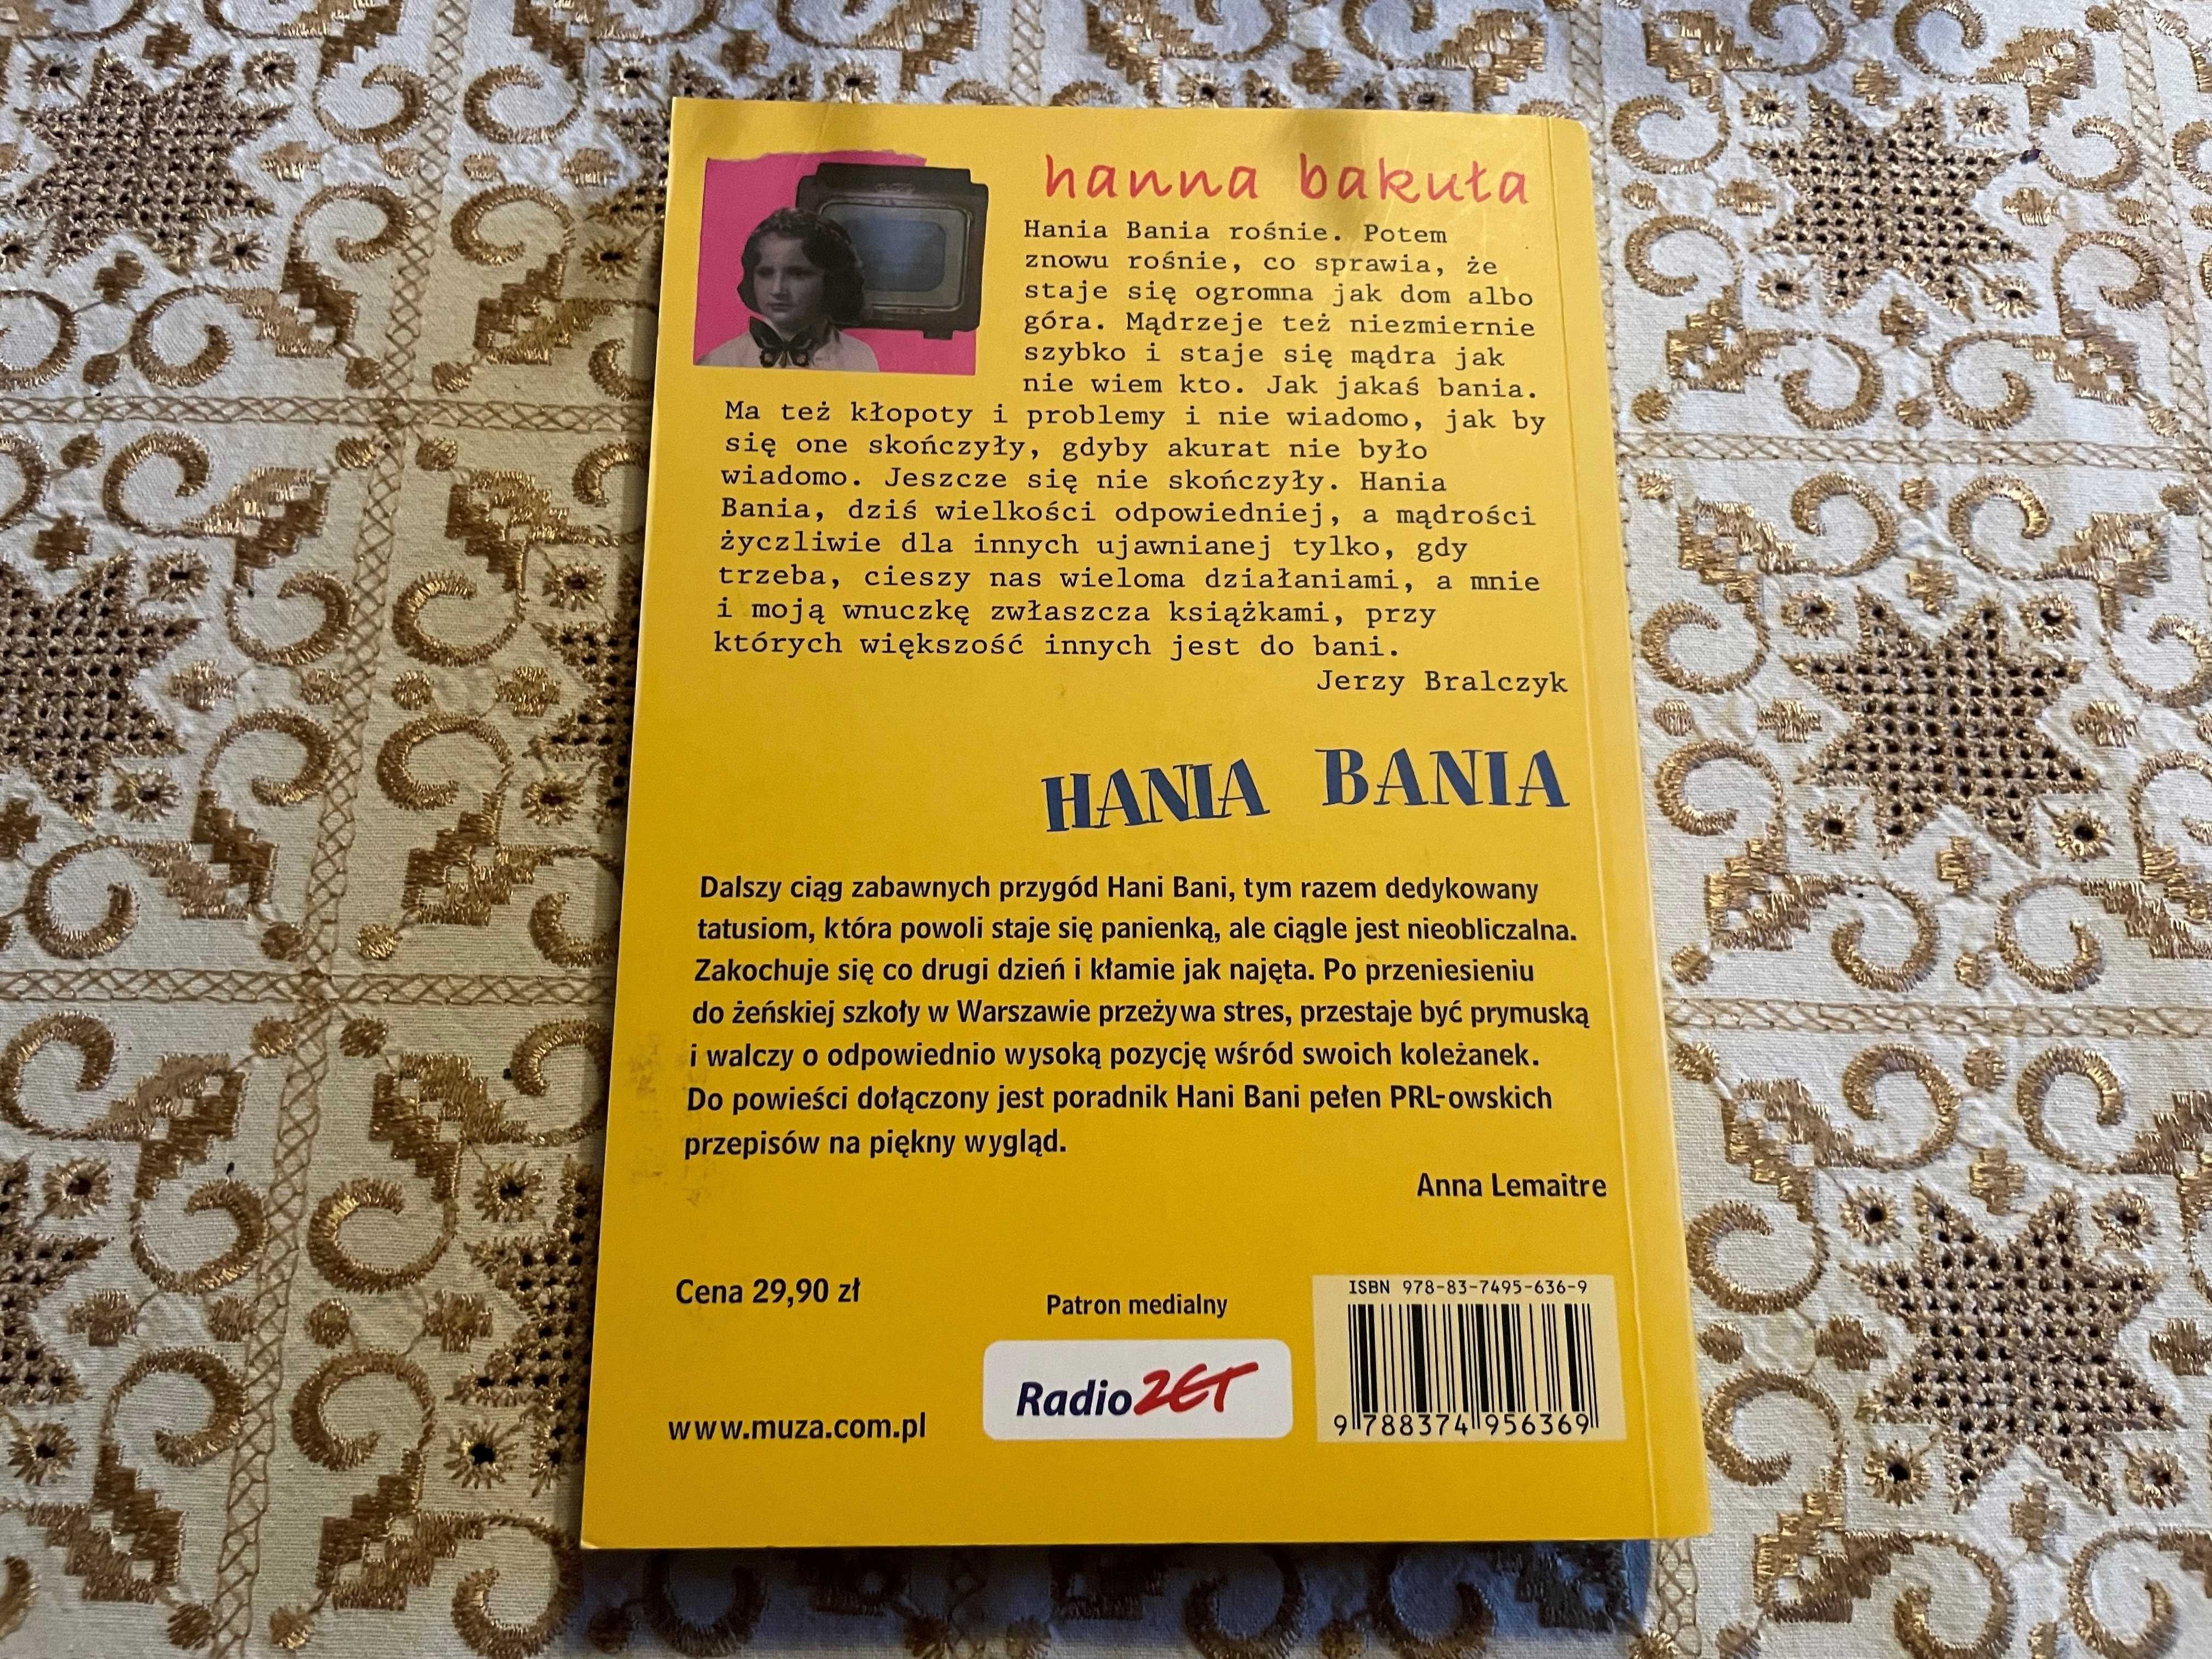 hanna bakuła
Hania Bania rośnie. Potem
znowu rośnie, co sprawia, że
staje się ogromna jak dom albo
góra. Mądrzeje też niezmiernie
szybko i staje się mądra jak
nie wiem kto. Jak jakaś bania.
Ma też kłopoty i problemy i nie wiadomo, jak by
się one skończyły, gdyby akurat nie było
wiadomo. Jeszcze się nie skończyły. Hania
Bania, dziś wielkości odpowiedniej, a mądrości
życzliwie dla innych ujawnianej tylko, gdy
trzeba, cieszy nas wieloma działaniami, a mnie
i moją wnuczkę zwłaszcza książkami, przy
których większość innych jest do bani.
Jerzy Bralczyk
HANIA BANIA
Dalszy ciąg zabawnych przygód Hani Bani, tym razem dedykowany
tatusiom, która powoli staje się panienką, ale ciągle jest nieobliczalna.
Zakochuje się co drugi dzień i kłamie jak najęta. Po przeniesieniu
do żeńskiej szkoły w Warszawie przeżywa stres, przestaje być prymuską
i walczy o odpowiednio wysoką pozycję wśród swoich koleżanek.
Do powieści dołączony jest poradnik Hani Bani pełen PRL-owskich
przepisów na piękny wygląd.
Anna Lemaitre
Cena 29,90 zł
www.muza.com.pl
Patron medialny
Radio ZET
ISBN 978-83-7495-636-9
9 788374 956369